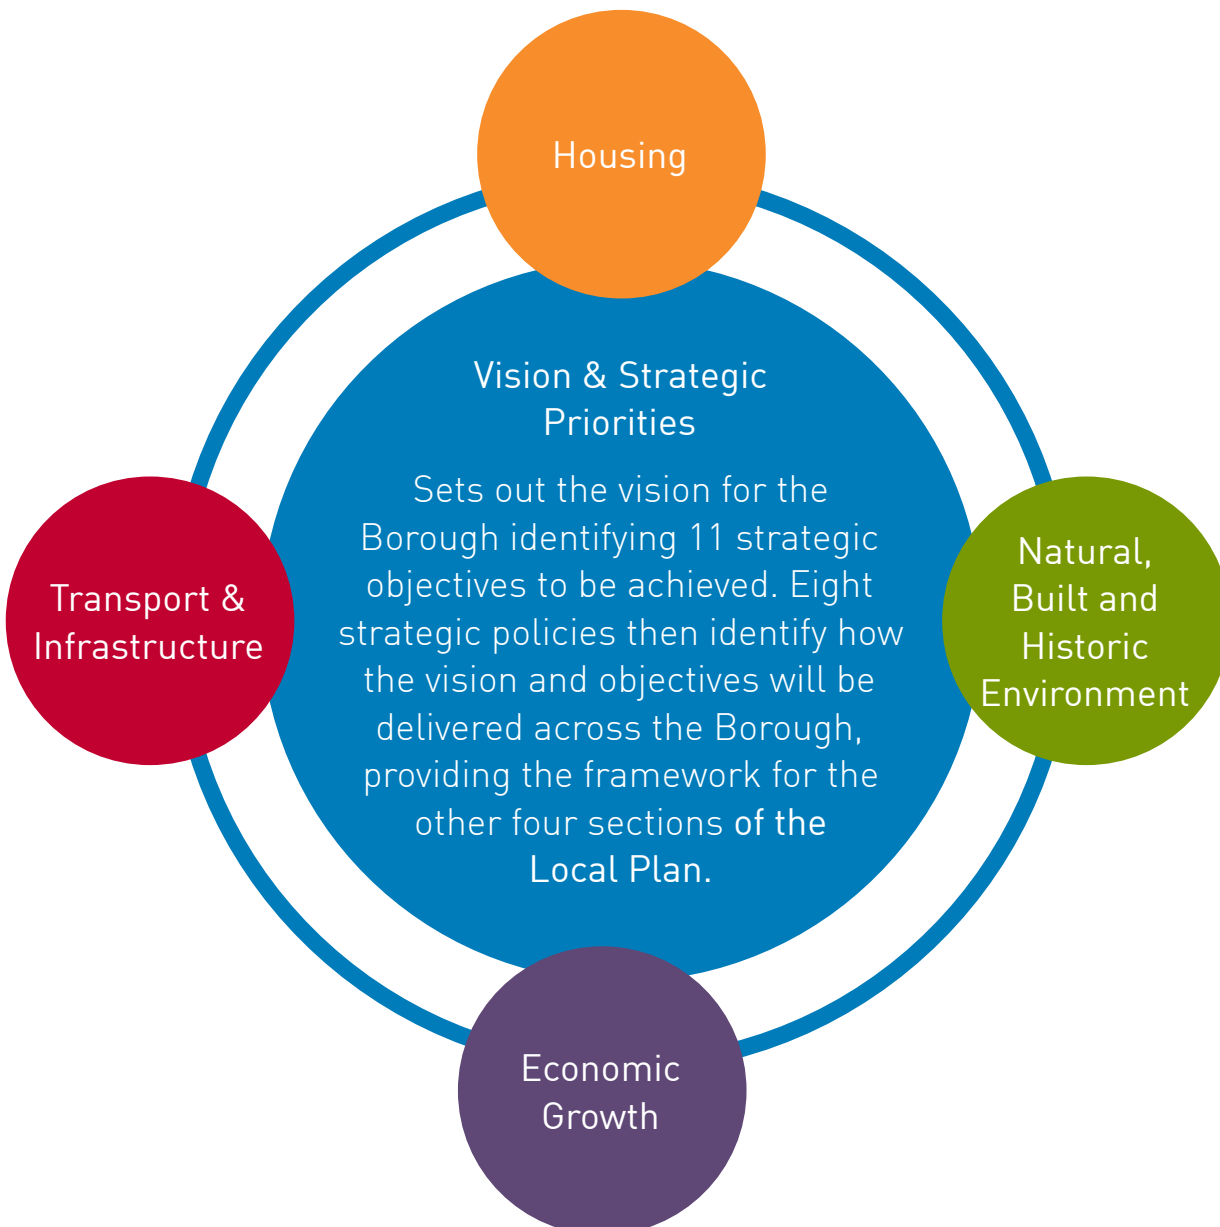 Housing
Vision & Strategic
Priorities
Sets out the vision for the
Borough identifying 11 strategic
objectives to be achieved. Eight
strategic policies then identify how
the vision and objectives will be
delivered across the Borough,
providing the framework for the
other four sections of the
Local Plan.
Transport &
Infrastructure
Natural,
Built and
Historic
Environment
Economic
Growth